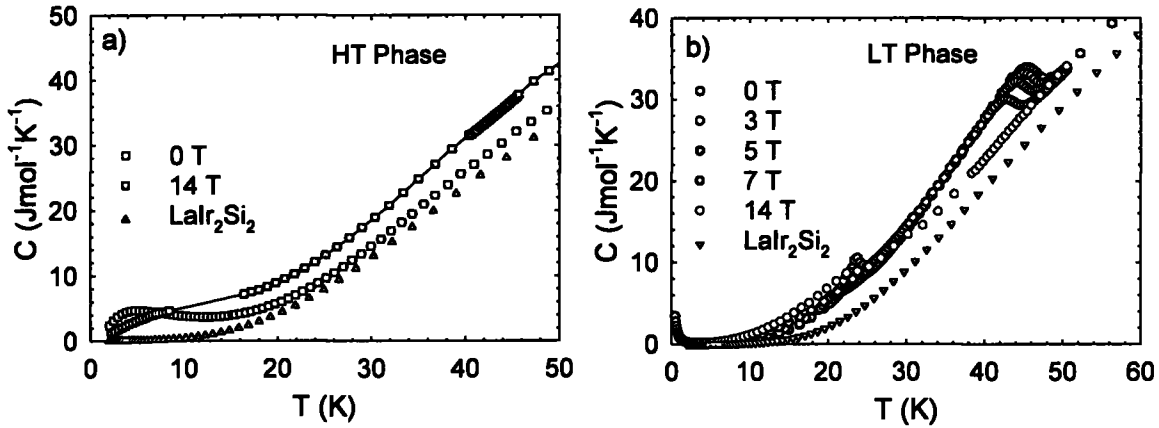 a)
HT Phase
C (Jmol⁻¹K⁻¹)
50
40
30
20
10
0
0 T
14 T
LaIr₂Si₂
0 10 20 30 40 50
T (K)
b)
LT Phase
C (Jmol⁻¹K⁻¹)
40
30
20
10
0
0 T
3 T
5 T
7 T
14 T
LaIr₂Si₂
0 10 20 30 40 50 60
T (K)